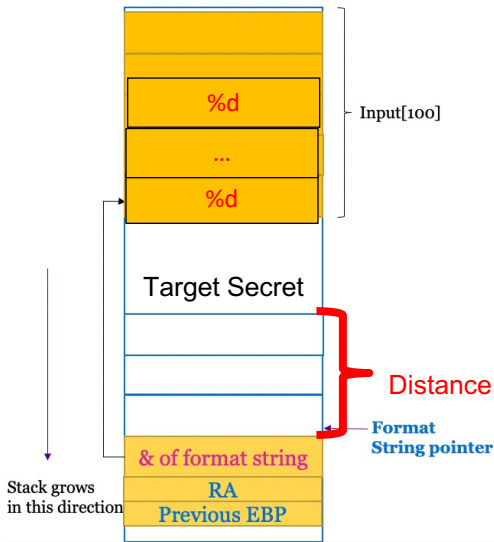 %d
Input[100]
...
%d
Target Secret
Distance
Format
String pointer
& of format string
Stack grows
in this direction
RA
Previous EBP